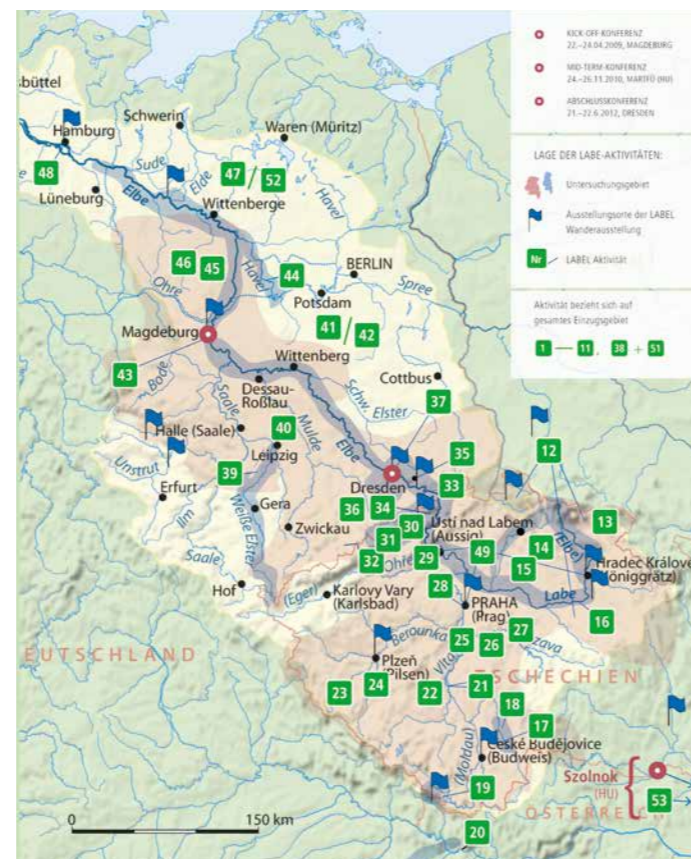 KICK-OFF-KONFERENZ
22.–24.04.2009, MAGDEBURG
MID-TERM-KONFERENZ
24.–26.11.2010, MARTFŰ (HU)
ABSCHLUSSKONFERENZ
21.–22.6.2012, DRESDEN
LAGE DER LABE-AKTIVITÄTEN:
Untersuchungsgebiet
Ausstellungsorte der LABEL
Wanderausstellung
Nr
LABEL Aktivität
Aktivität bezieht sich auf
gesamtes Einzugsgebiet
1 — 11, 38 + 51
sbüttel
Hamburg
Schwerin
Waren (Müritz)
48
Lüneburg
Elbe
Sude
Elde
47 / 52
Havel
Wittenberge
46
45
Ohre
Havel
44
BERLIN
Potsdam
Spree
41 / 42
Magdeburg
43
Bode
Wittenberg
Dessau-
Roßlau
Saale
Mulde
Schw. Elster
Cottbus
37
Halle (Saale)
40
Leipzig
Elbe
35
Unstrut
39
Dresden
33
12
Erfurt
Ilm
Gera
Weiße Elster
Zwickau
36
34
30
31
32
Ústí nad Labem
(Aussig)
29
49
14
15
(Elbe)
13
Hradec Králové
(Königgrätz)
Saale
Hof
(Eger)
Ohre
Karlovy Vary
(Karlsbad)
28
PRAHA
(Prag)
Labe
16
Berounka
25
26
27
zava
EUTSCHLAND
Plzeň
(Pilsen)
Vlta
TSCHECHIEN
23
24
22
21
18
17
(Moldau)
České Budějovice
(Budweis)
19
20
Szolnok
(HU)
53
ÖSTERREICH
0
150 km